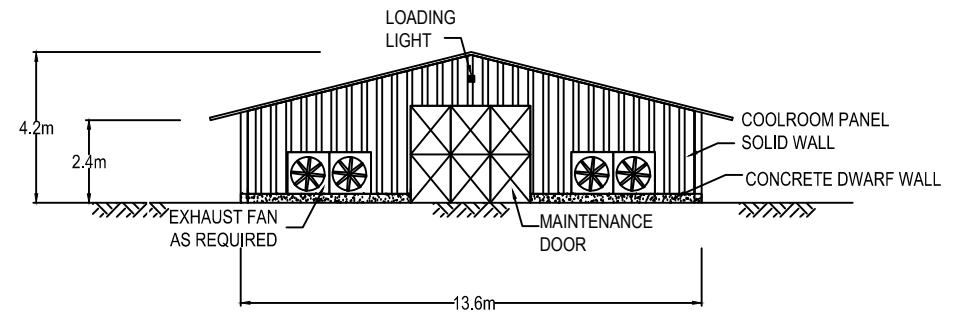 LOADING
LIGHT
4.2m
2.4m
COOLROOM PANEL
SOLID WALL
CONCRETE DWARF WALL
EXHAUST FAN
AS REQUIRED
MAINTENANCE
DOOR
13.6m